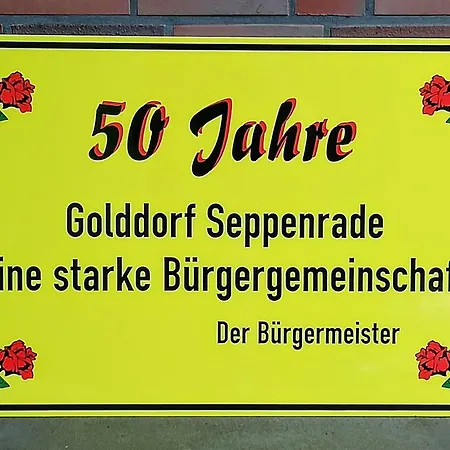 50 Jahre
Golddorf Seppenrade
ine starke Bürgergemeinschaf
Der Bürgermeister